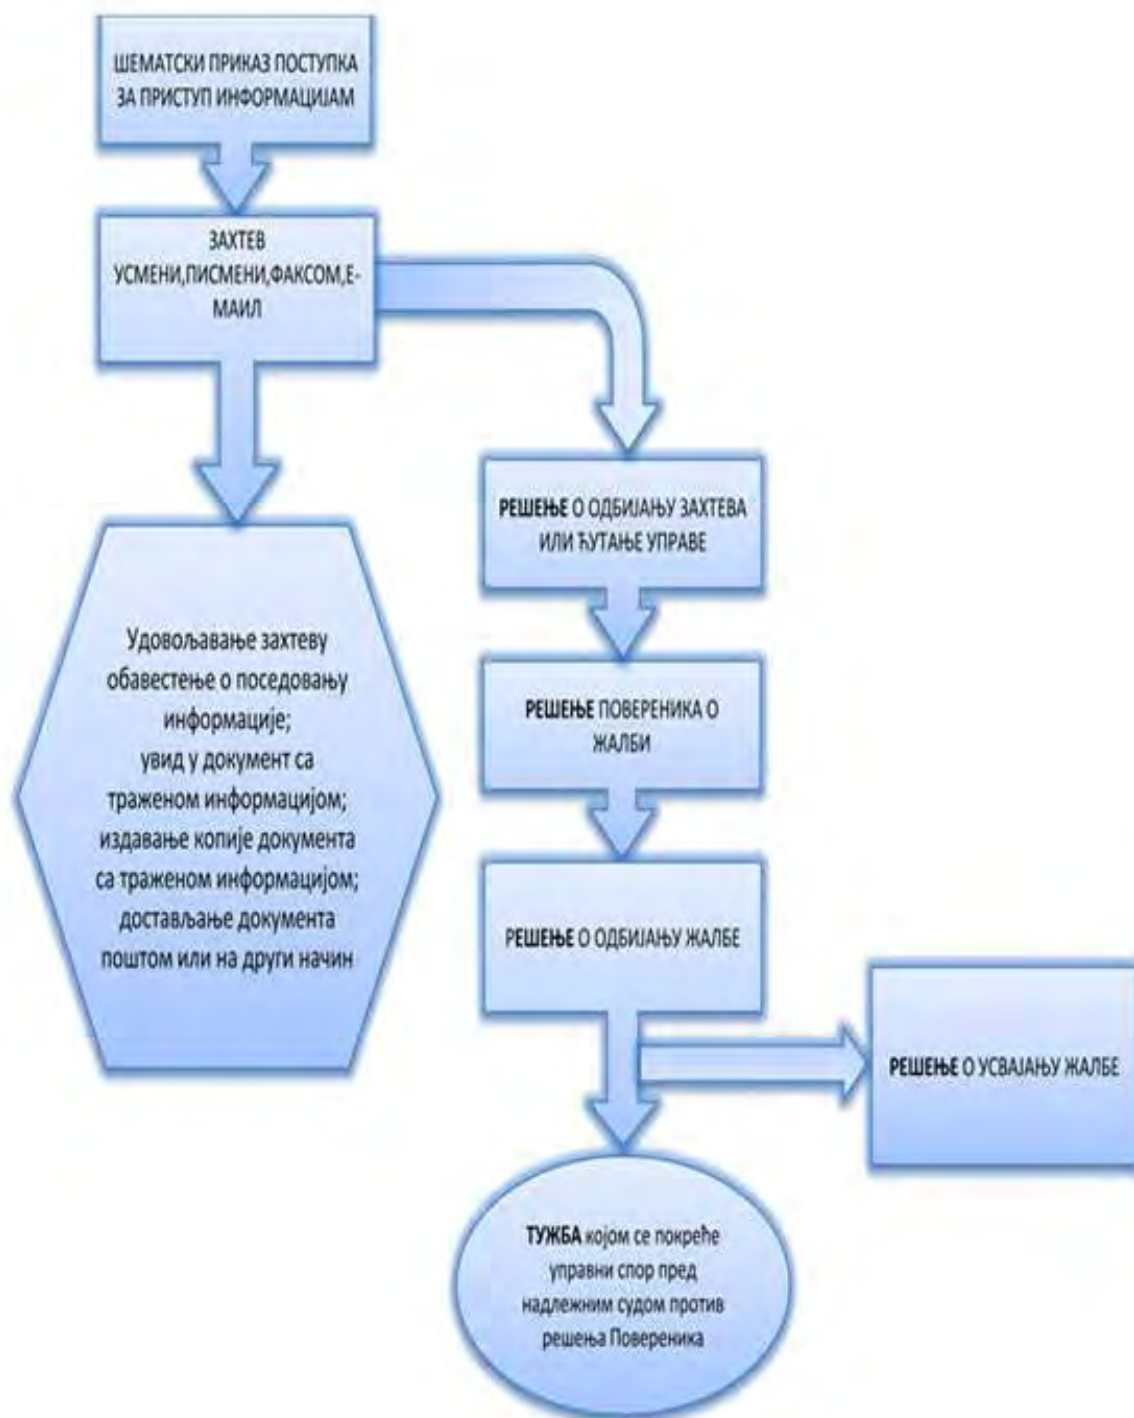 ШЕМАТСКИ ПРИКАЗ ПОСТУПКА
ЗА ПРИСТУП ИНФОРМАЦИЈАМ
ЗАХТЕВ
УСМЕНИ,ПИСМЕНИ,ФАКСОМ,Е-
МАИЛ
Удовољавање захтеву
обавестење о поседовању
информације;
увид у документ са
траженом информацијом;
издавање копије документа
са траженом информацијом;
достављање документа
поштом или на други начин
РЕШЕЊЕ О ОДБИЈАЊУ ЗАХТЕВА
ИЛИ ЋУТАЊЕ УПРАВЕ
РЕШЕЊЕ ПОВЕРЕНИКА О
ЖАЛБИ
РЕШЕЊЕ О ОДБИЈАЊУ ЖАЛБЕ
РЕШЕЊЕ О УСВАЈАЊУ ЖАЛБЕ
ТУЖБА којом се покреће
управни спор пред
надлежним судом против
решења Повереника